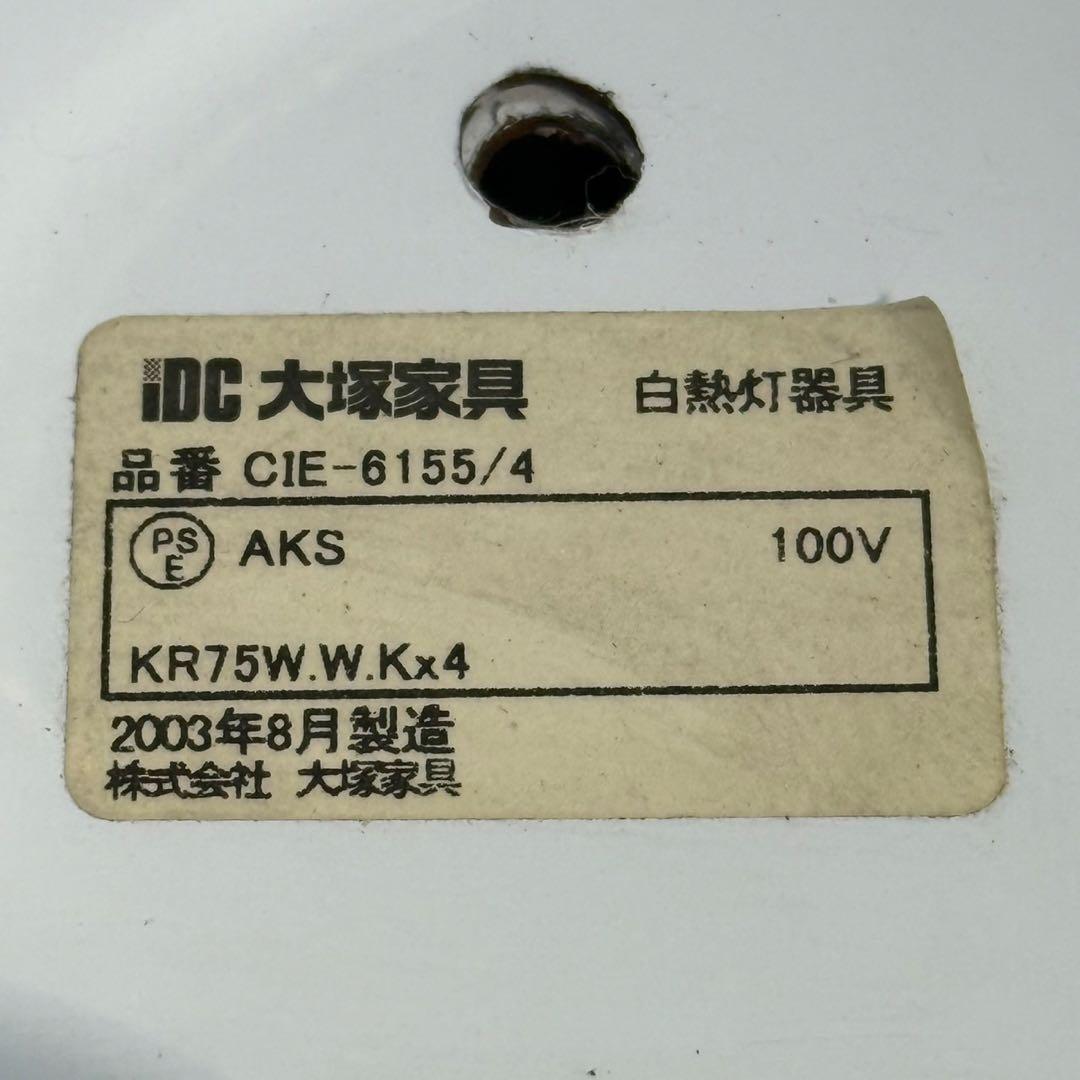 iDC 大塚家具 白熱灯器具
品番 CIE-6155/4
PSE AKS 100V
KR75W.W.Kx4
2003年8月製造
株式会社 大塚家具